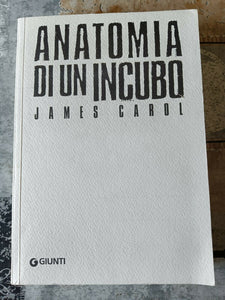 ANATOMIA
DI UN INCUBO
JAMES CAROL
GIUNTI